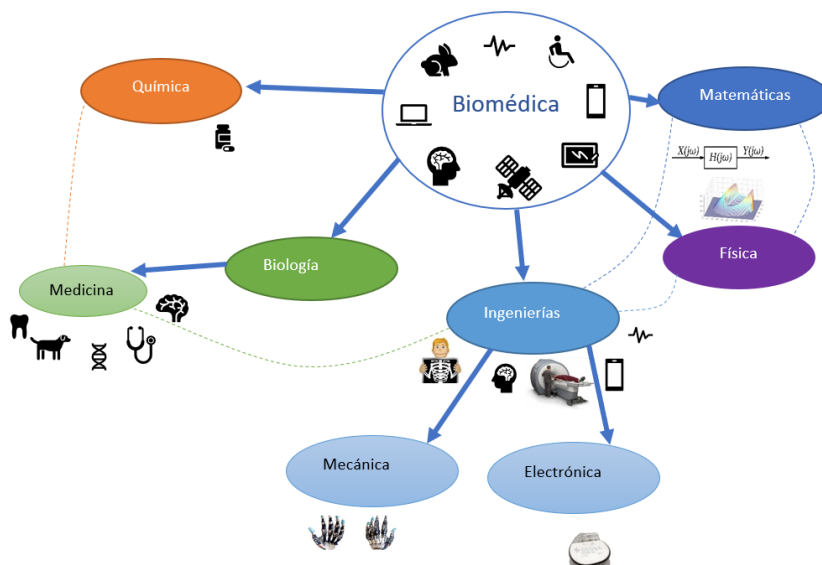 Química
Biomédica
Matemáticas
X(jω)
H(jω)
Y(jω)
Biología
Física
Medicina
Ingenierías
Mecánica
Electrónica